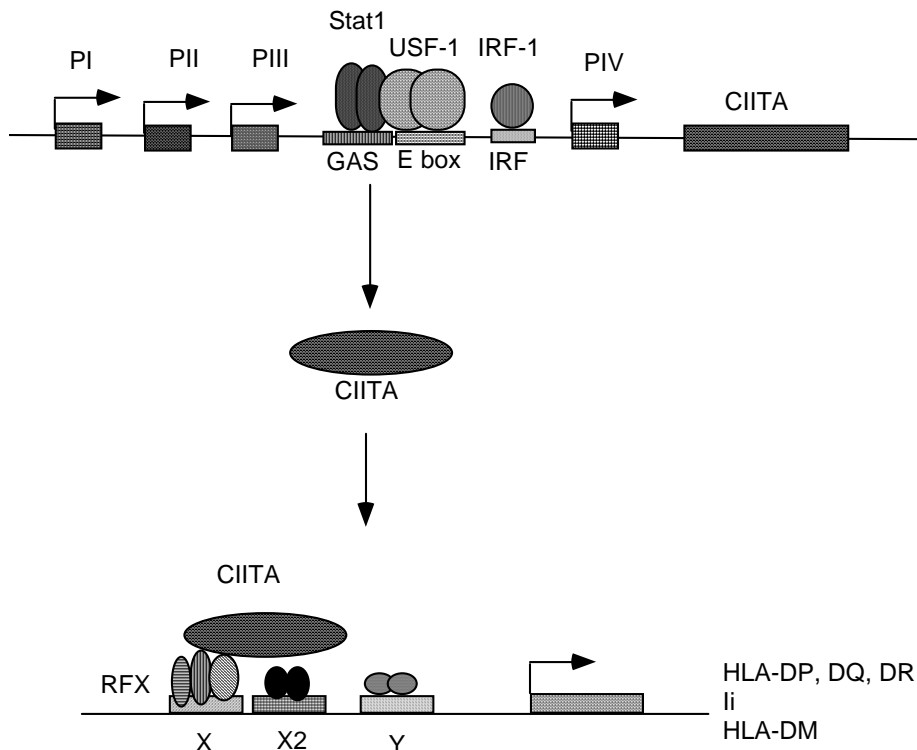 Stat1
USF-1 IRF-1
PI PII PIII PIV
CIITA
GAS E box IRF
CIITA
CIITA
RFX
HLA-DP, DQ, DR
Ii
HLA-DM
X X2 Y